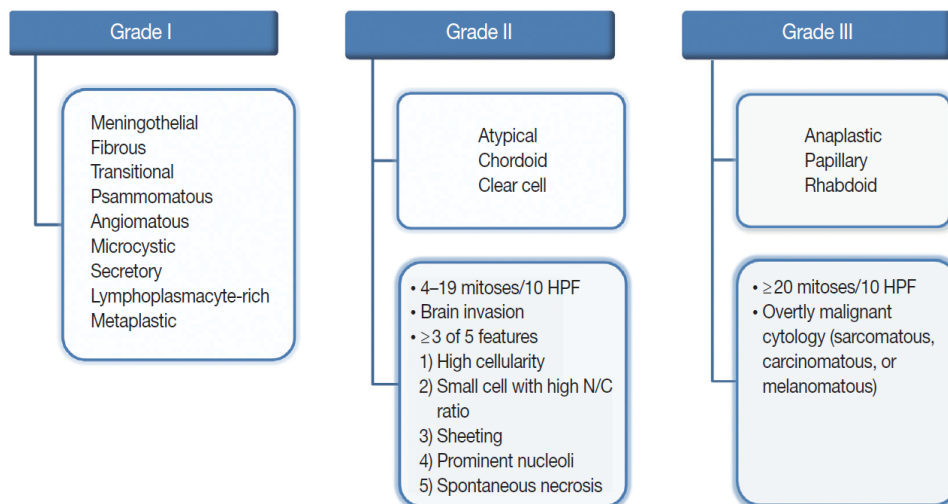 Grade I
Meningothelial
Fibrous
Transitional
Psammomatous
Angiomatous
Microcystic
Secretory
Lymphoplasmacyte-rich
Metaplastic
Grade II
Atypical
Chordoid
Clear cell
• 4–19 mitoses/10 HPF
• Brain invasion
• ≥3 of 5 features
1) High cellularity
2) Small cell with high N/C
ratio
3) Sheeting
4) Prominent nucleoli
5) Spontaneous necrosis
Grade III
Anaplastic
Papillary
Rhabdoid
• ≥20 mitoses/10 HPF
• Overtly malignant
cytology (sarcomatous,
carcinomatous, or
melanomatous)